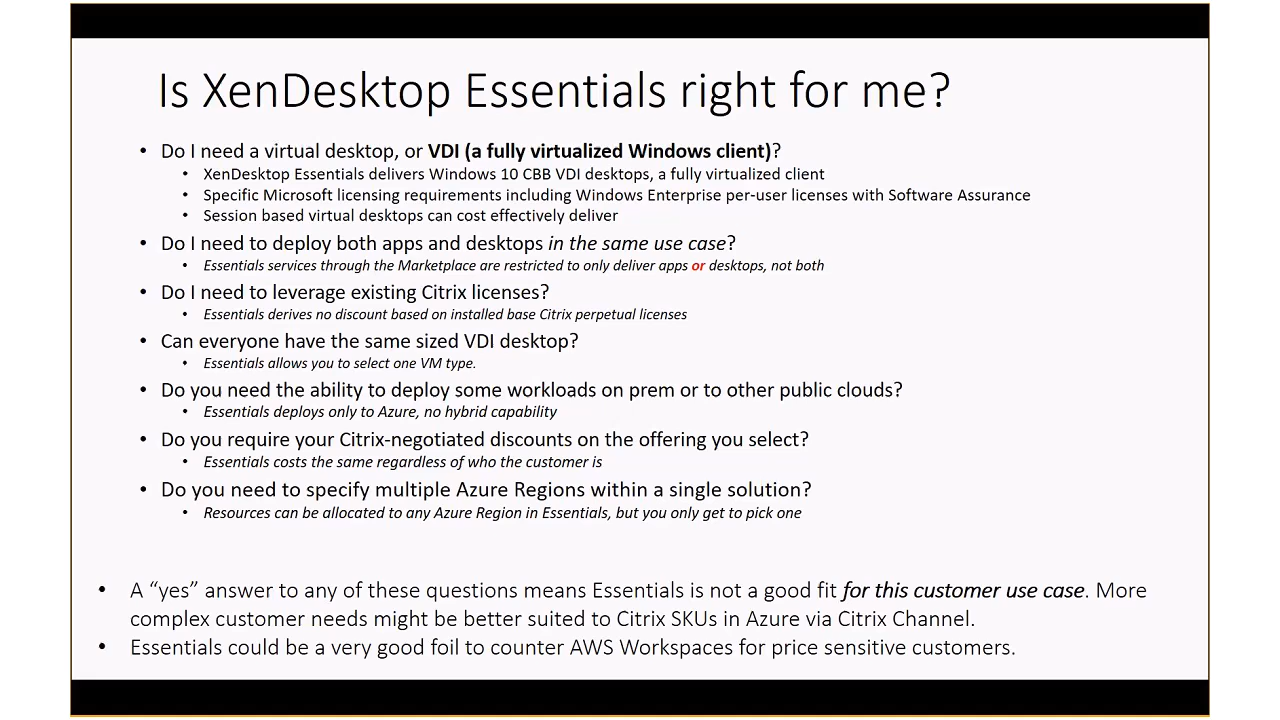 Is XenDesktop Essentials right for me?
• Do I need a virtual desktop, or VDI (a fully virtualized Windows client)?
• XenDesktop Essentials delivers Windows 10 CBB VDI desktops, a fully virtualized client
• Specific Microsoft licensing requirements including Windows Enterprise per-user licenses with Software Assurance
• Session based virtual desktops can cost effectively deliver
• Do I need to deploy both apps and desktops in the same use case?
• Essentials services through the Marketplace are restricted to only deliver apps or desktops, not both
• Do I need to leverage existing Citrix licenses?
• Essentials derives no discount based on installed base Citrix perpetual licenses
• Can everyone have the same sized VDI desktop?
• Essentials allows you to select one VM type.
• Do you need the ability to deploy some workloads on prem or to other public clouds?
• Essentials deploys only to Azure, no hybrid capability
• Do you require your Citrix-negotiated discounts on the offering you select?
• Essentials costs the same regardless of who the customer is
• Do you need to specify multiple Azure Regions within a single solution?
• Resources can be allocated to any Azure Region in Essentials, but you only get to pick one
• A “yes” answer to any of these questions means Essentials is not a good fit for this customer use case. More
complex customer needs might be better suited to Citrix SKUs in Azure via Citrix Channel.
• Essentials could be a very good foil to counter AWS Workspaces for price sensitive customers.